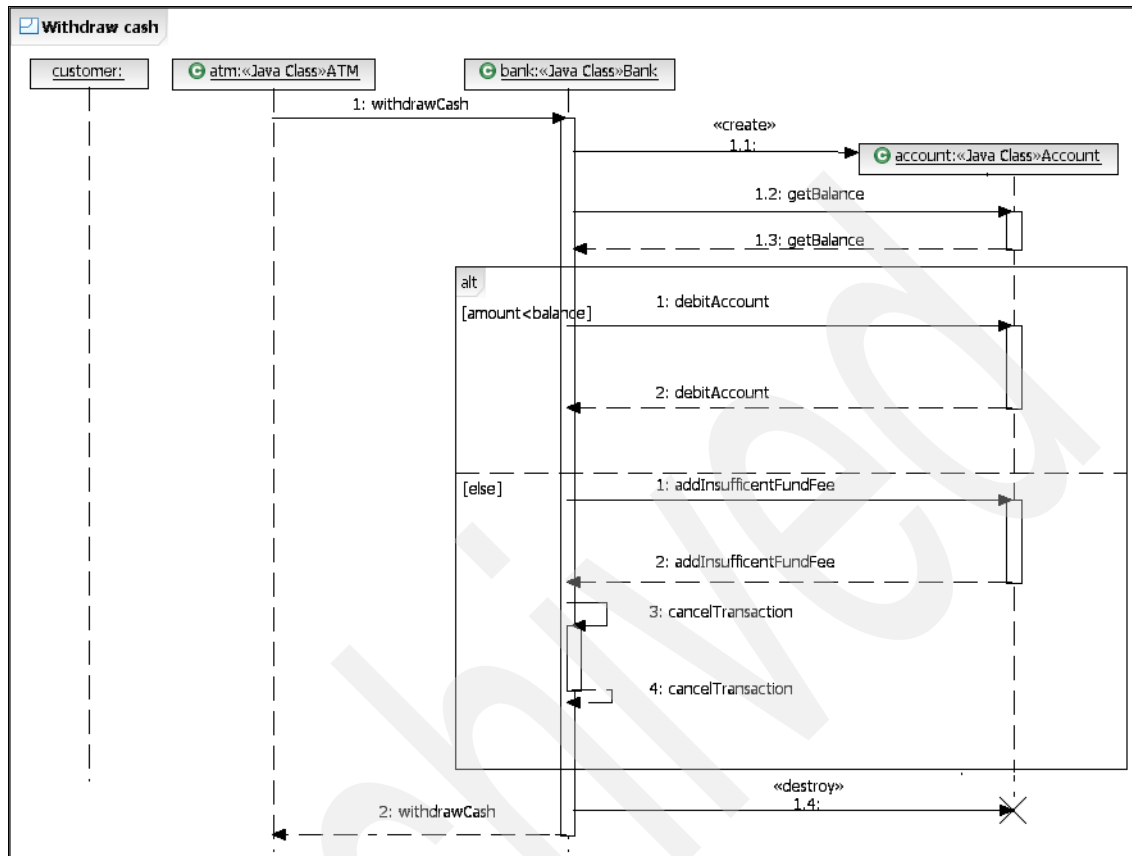 Withdraw cash
customer:
C atm:«Java Class»ATM
C bank:«Java Class»Bank
1: withdrawCash
«create»
1.1:
C account:«Java Class»Account
1.2: getBalance
1.3: getBalance
alt
[amount<balance]
1: debitAccount
2: debitAccount
[else]
1: addInsufficentFundFee
2: addInsufficentFundFee
3: cancelTransaction
4: cancelTransaction
«destroy»
1.4:
2: withdrawCash
hived